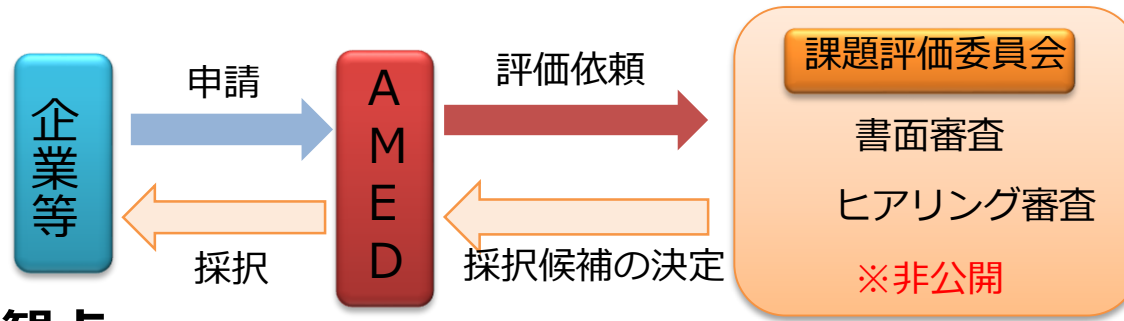 課題評価委員会
申請
評価依頼
企業等
AMED
書面審査
ヒアリング審査
採択
採択候補の決定
※非公開